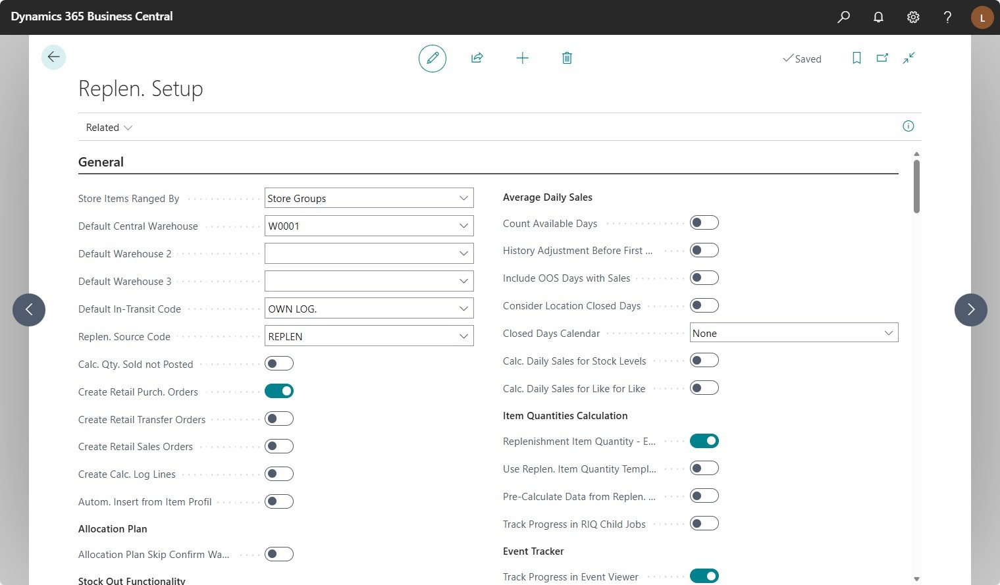 Dynamics 365 Business Central
L
Saved
Replen. Setup
Related
General
Store Items Ranged By
Store Groups
Default Central Warehouse
W0001
Default Warehouse 2
Default Warehouse 3
Default In-Transit Code
OWN LOG.
Replen. Source Code
REPLEN
Calc. Qty. Sold not Posted
Create Retail Purch. Orders
Create Retail Transfer Orders
Create Retail Sales Orders
Create Calc. Log Lines
Autom. Insert from Item Profil
Allocation Plan
Allocation Plan Skip Confirm Wa...
Stock Out Functionality
Average Daily Sales
Count Available Days
History Adjustment Before First ...
Include OOS Days with Sales
Consider Location Closed Days
Closed Days Calendar
None
Calc. Daily Sales for Stock Levels
Calc. Daily Sales for Like for Like
Item Quantities Calculation
Replenishment Item Quantity - E...
Use Replen. Item Quantity Templ...
Pre-Calculate Data from Replen. ...
Track Progress in RIQ Child Jobs
Event Tracker
Track Progress in Event Viewer